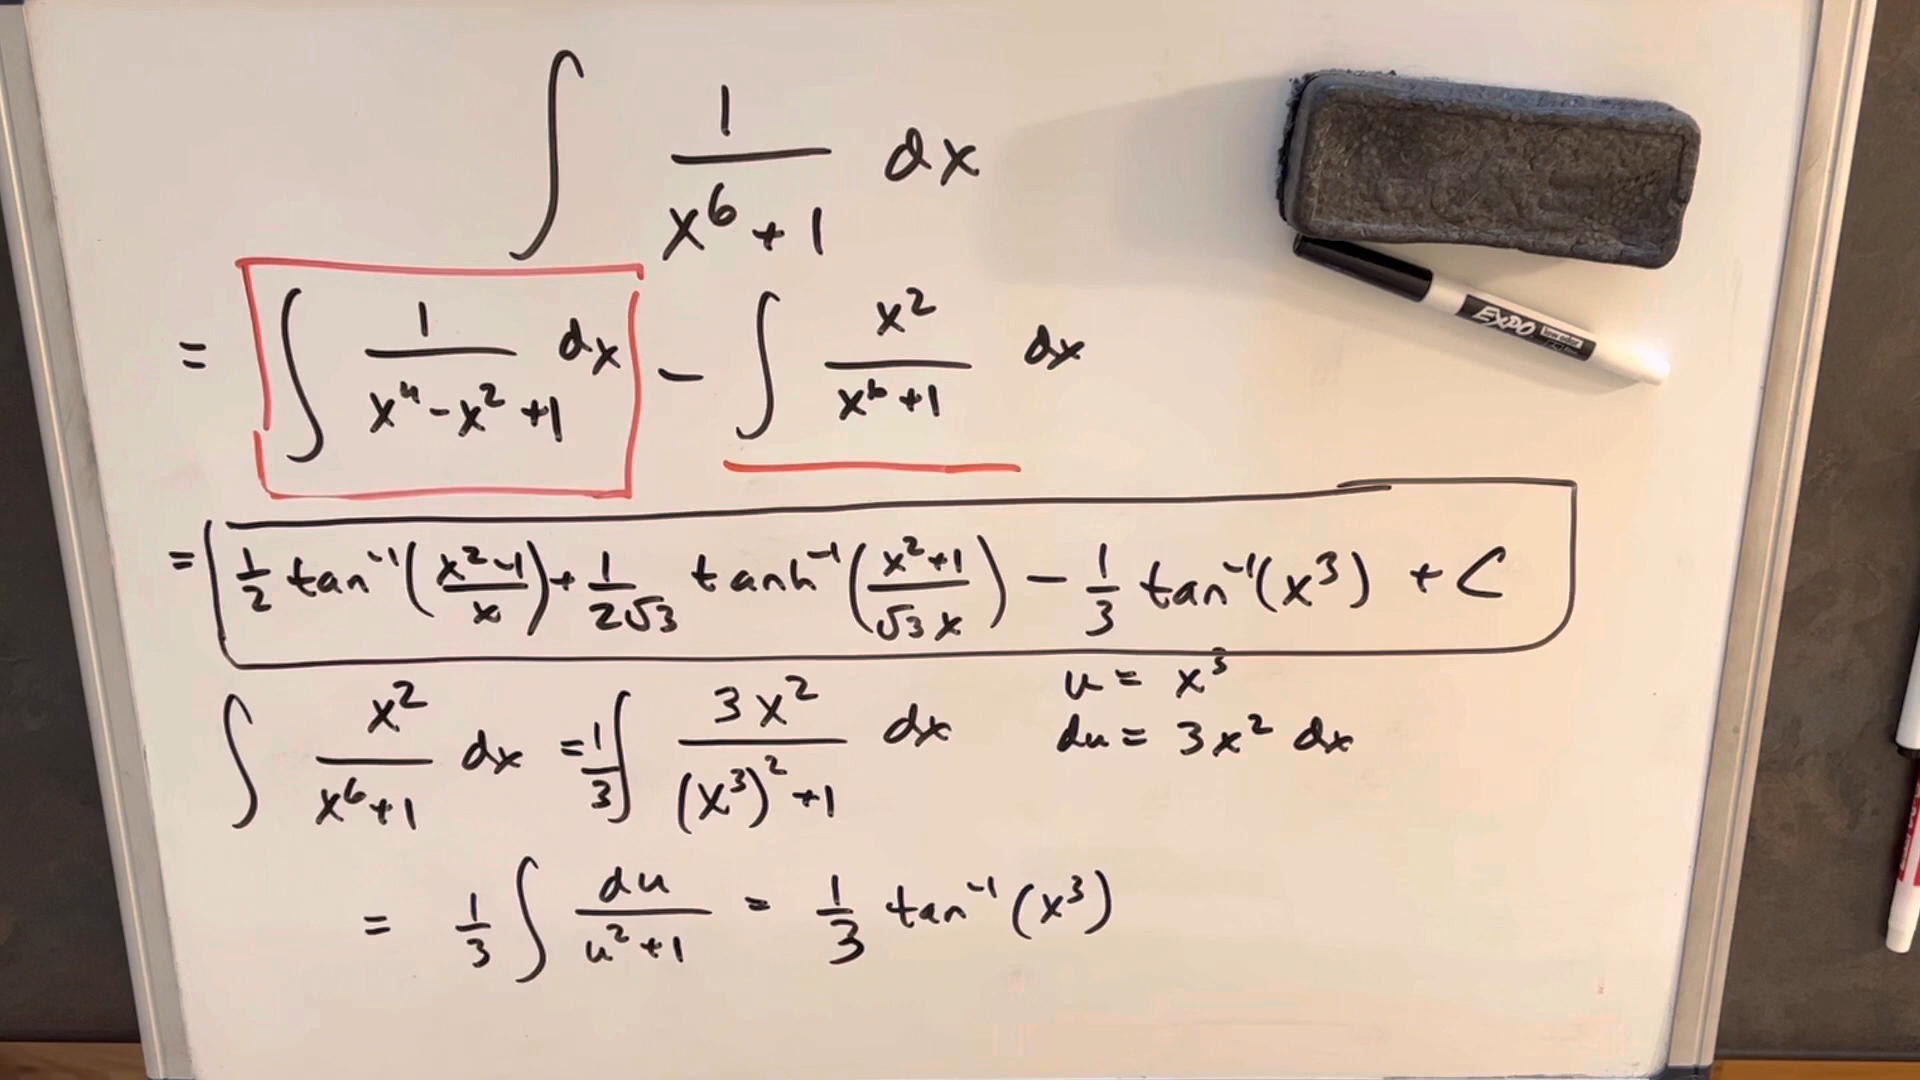 ∫ 1/(x⁶+1) dx
= ∫ 1/(x⁴-x²+1) dx - ∫ x²/(x⁶+1) dx
= 1/2 tan⁻¹((x²-1)/x) + 1/(2√3) tanh⁻¹((x²+1)/(√3x)) - 1/3 tan⁻¹(x³) + C
∫ x²/(x⁶+1) dx = 1/3 ∫ 3x²/((x³)²+1) dx
u = x³
du = 3x² dx
= 1/3 ∫ du/(u²+1) = 1/3 tan⁻¹(x³)
EXPO